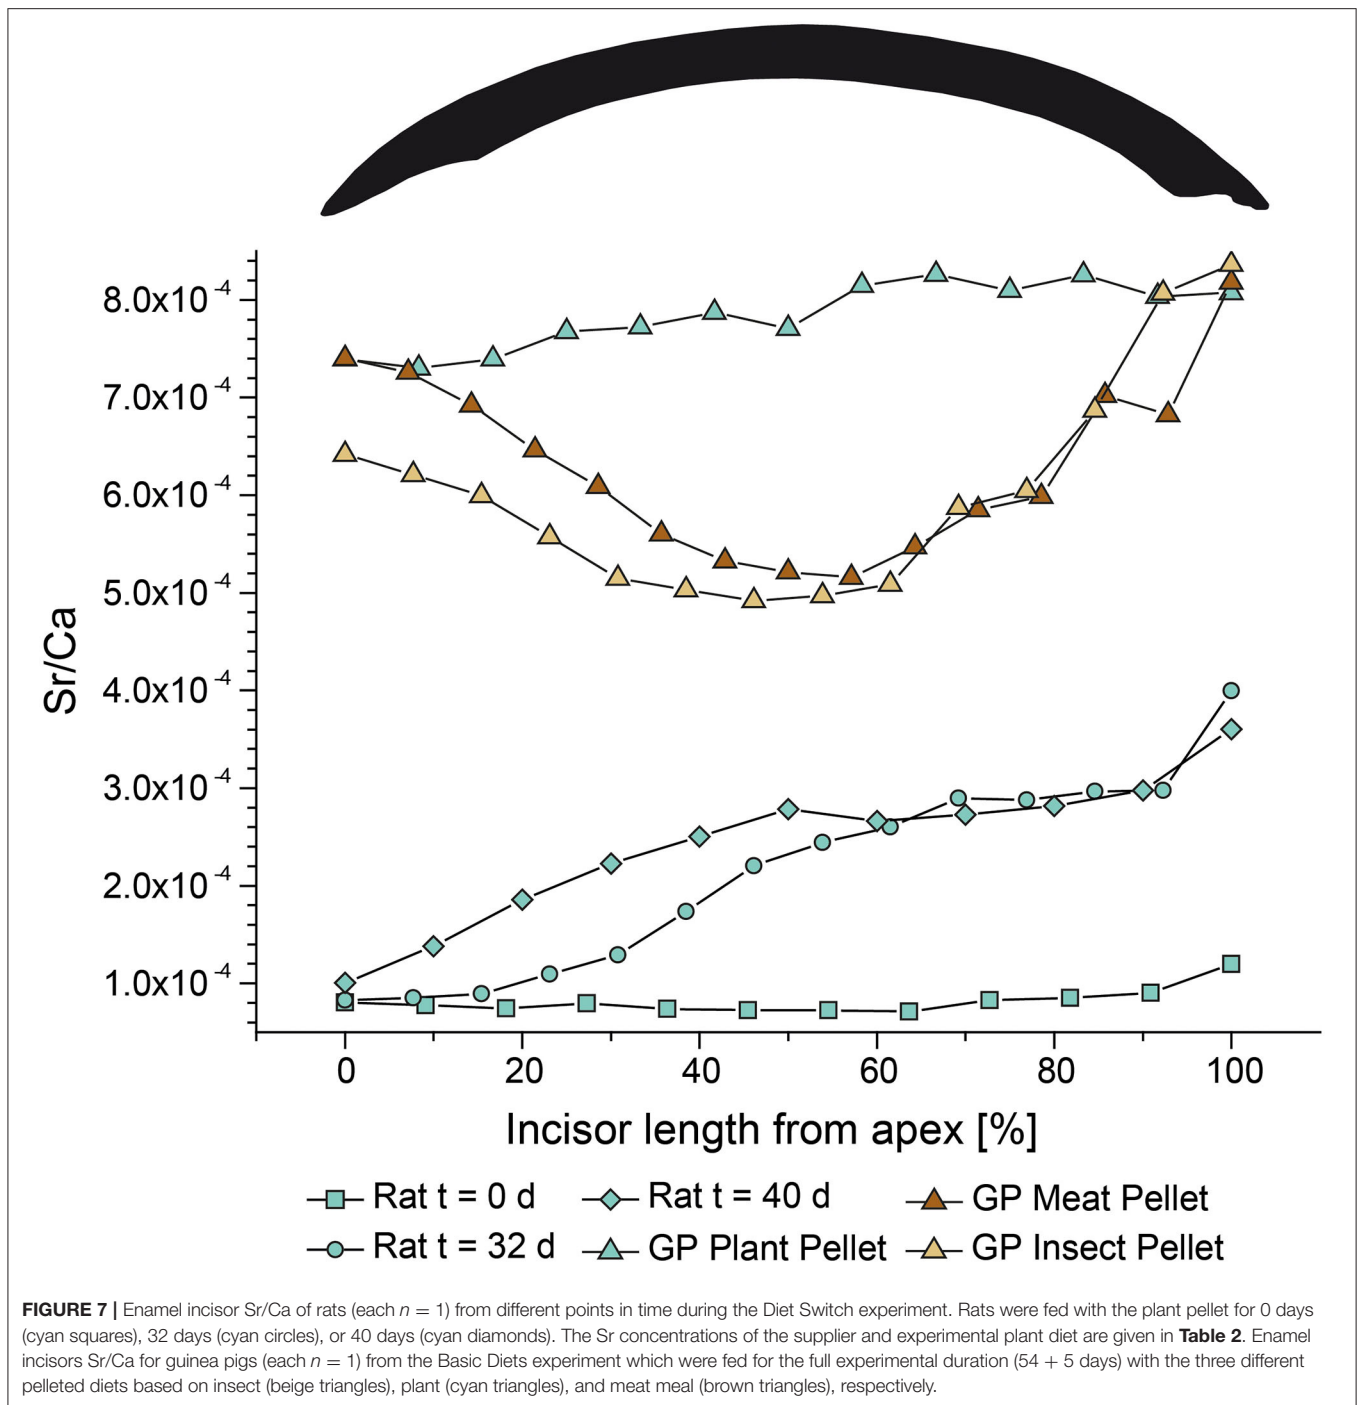 8.0x10⁻⁴
7.0x10⁻⁴
6.0x10⁻⁴
5.0x10⁻⁴
4.0x10⁻⁴
3.0x10⁻⁴
2.0x10⁻⁴
1.0x10⁻⁴
Sr/Ca
0 20 40 60 80 100
Incisor length from apex [%]
Rat t = 0 d Rat t = 40 d GP Meat Pellet
Rat t = 32 d GP Plant Pellet GP Insect Pellet
FIGURE 7 | Enamel incisor Sr/Ca of rats (each n = 1) from different points in time during the Diet Switch experiment. Rats were fed with the plant pellet for 0 days
(cyan squares), 32 days (cyan circles), or 40 days (cyan diamonds). The Sr concentrations of the supplier and experimental plant diet are given in Table 2. Enamel
incisors Sr/Ca for guinea pigs (each n = 1) from the Basic Diets experiment which were fed for the full experimental duration (54 + 5 days) with the three different
pelleted diets based on insect (beige triangles), plant (cyan triangles), and meat meal (brown triangles), respectively.